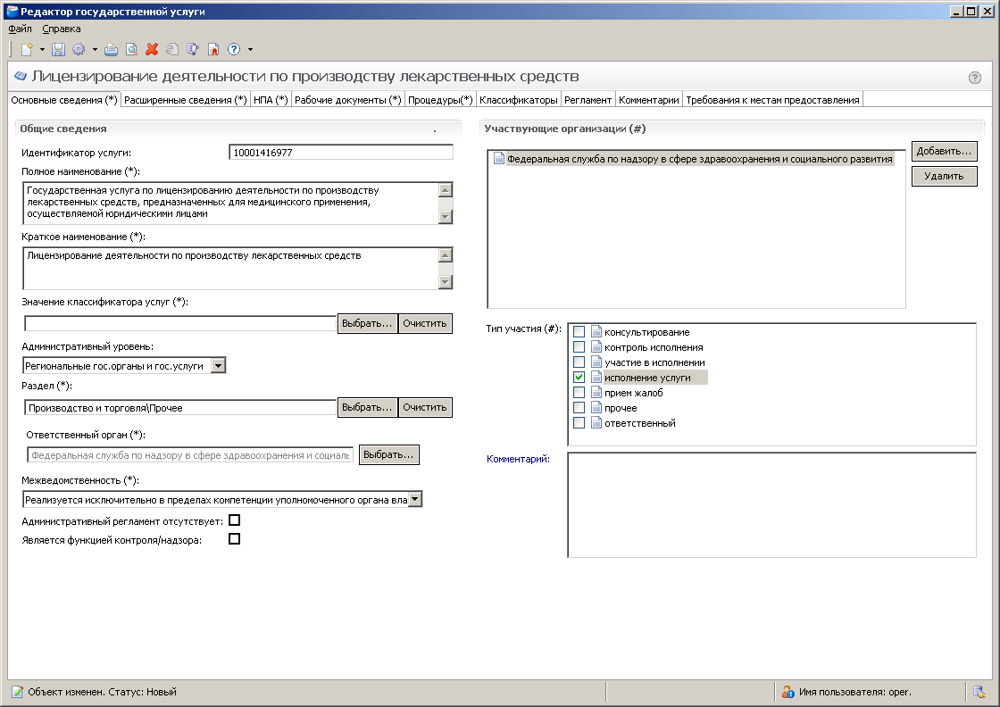 Редактор государственной услуги
Файл Справка
Лицензирование деятельности по производству лекарственных средств
Основные сведения (*) Расширенные сведения (*) НПА (*) Рабочие документы (*) Процедуры(*) Классификаторы Регламент Комментарии Требования к местам предоставления
Общие сведения .
Идентификатор услуги: 10001416977
Полное наименование (*):
Государственная услуга по лицензированию деятельности по производству
лекарственных средств, предназначенных для медицинского применения,
осуществляемой юридическими лицами
Краткое наименование (*):
Лицензирование деятельности по производству лекарственных средств
Значение классификатора услуг (*):
Выбрать... Очистить
Административный уровень:
Региональные гос.органы и гос.услуги
Раздел (*):
Производство и торговля\Прочее Выбрать... Очистить
Ответственный орган (*):
Федеральная служба по надзору в сфере здравоохранения и социаль Выбрать...
Межведомственность (*):
Реализуется исключительно в пределах компетенции уполномоченного органа вла
Административный регламент отсутствует:
Является функцией контроля/надзора:
Участвующие организации (#)
Федеральная служба по надзору в сфере здравоохранения и социального развития
Добавить...
Удалить
Тип участия (#):
консультирование
контроль исполнения
участие в исполнении
исполнение услуги
прием жалоб
прочее
ответственный
Комментарий:
Объект изменен. Статус: Новый
Имя пользователя: oper.